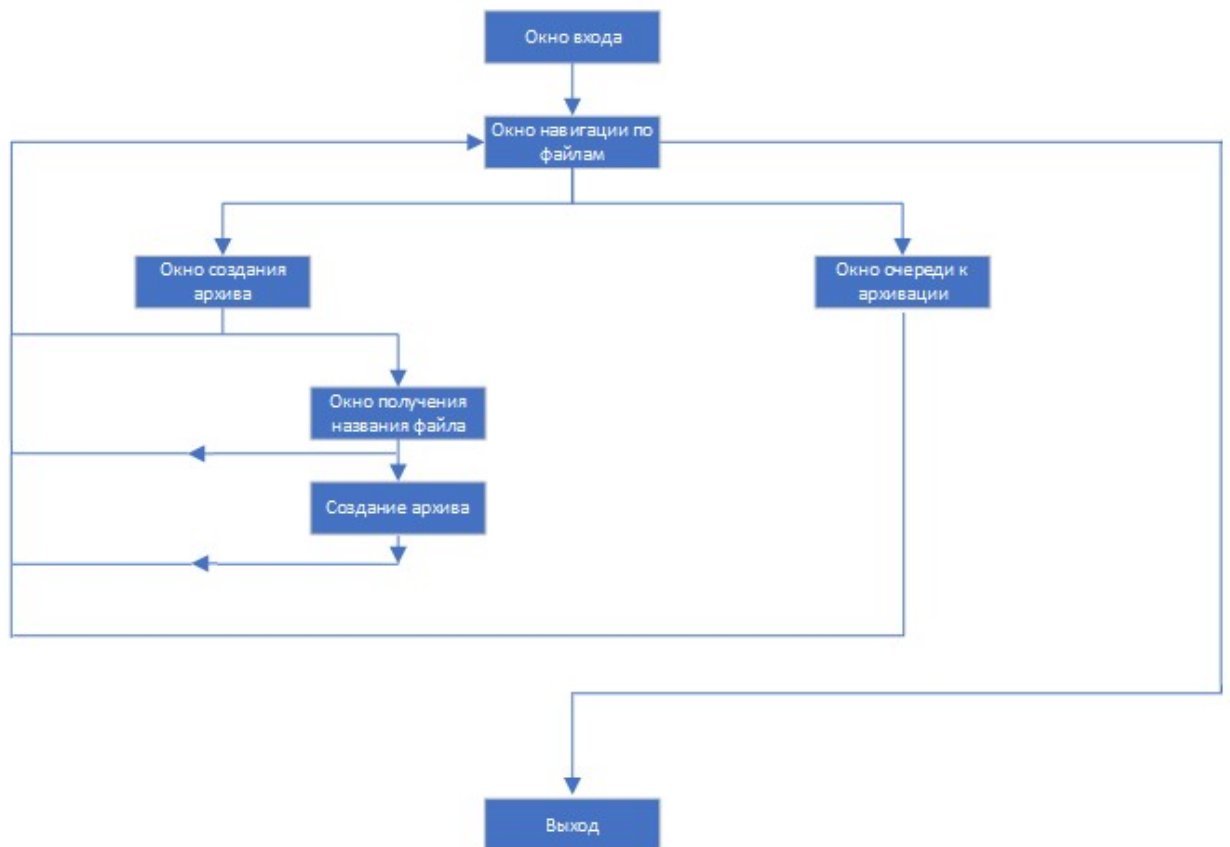 Окно входа
Окно навигации по
файлам
Окно создания
архива
Окно очереди к
архивации
Окно получения
названия файла
Создание архива
Выход